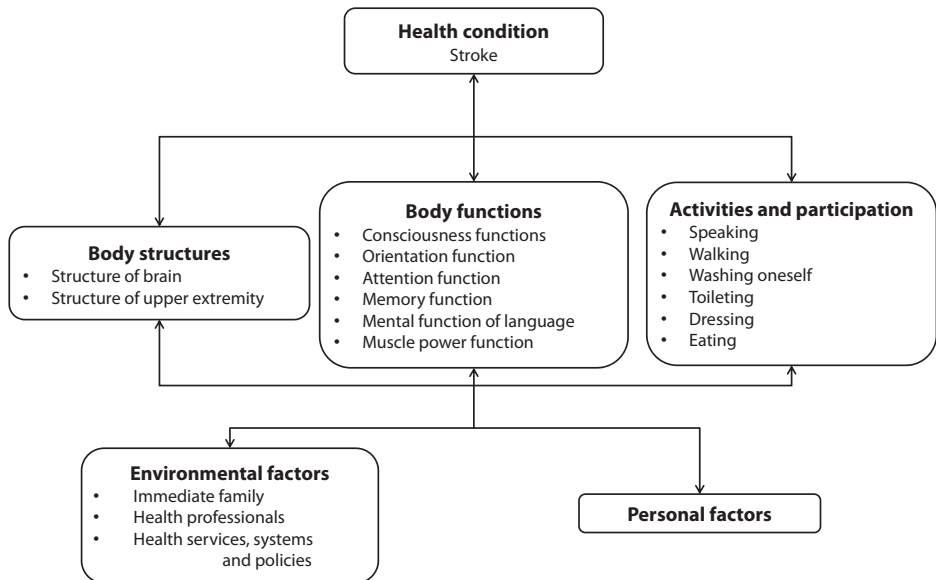 Health condition
Stroke
Body structures
• Structure of brain
• Structure of upper extremity
Body functions
• Consciousness functions
• Orientation function
• Attention function
• Memory function
• Mental function of language
• Muscle power function
Activities and participation
• Speaking
• Walking
• Washing oneself
• Toileting
• Dressing
• Eating
Environmental factors
• Immediate family
• Health professionals
• Health services, systems
and policies
Personal factors